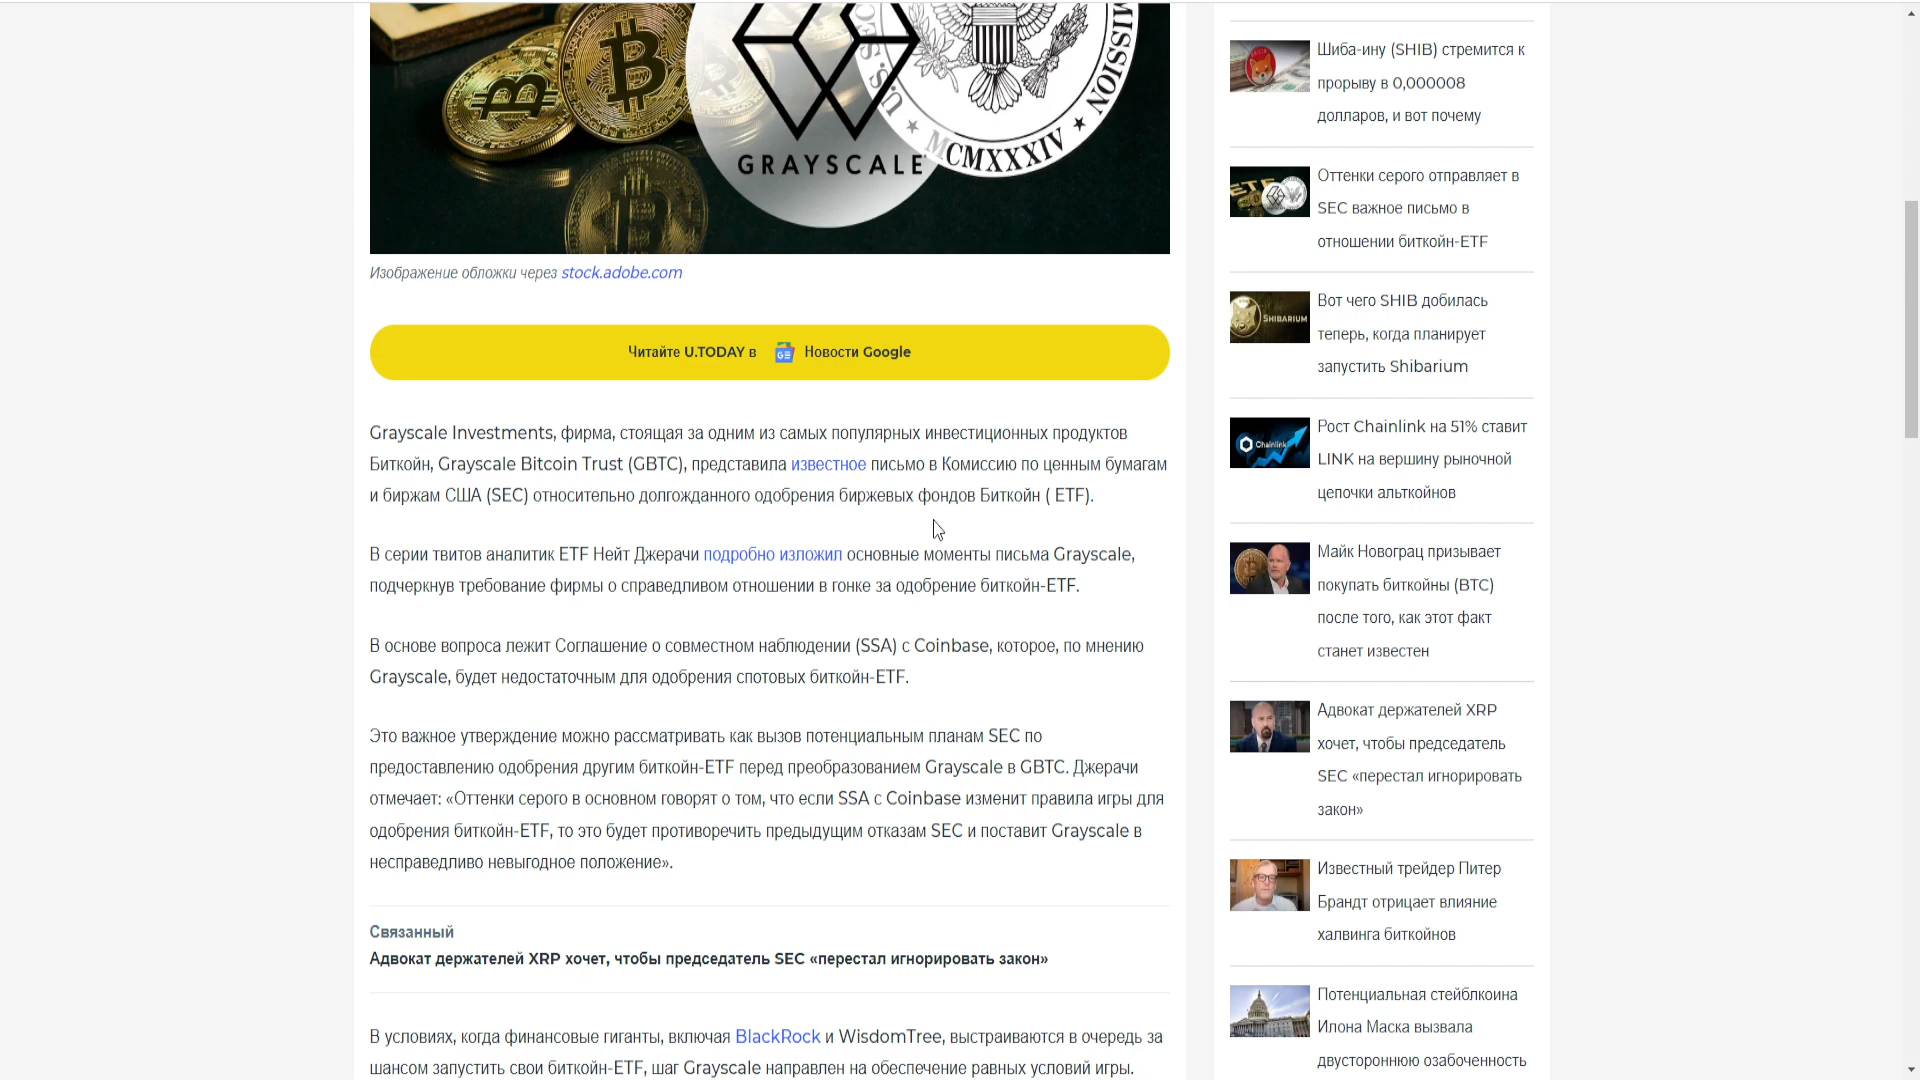 U.S.
MISSION
MCMXXXIV
GRAYSCALE
Изображение обложки через stock.adobe.com
Читайте U.TODAY в Новости Google
Grayscale Investments, фирма, стоящая за одним из самых популярных инвестиционных продуктов
Биткойн, Grayscale Bitcoin Trust (GBTC), представила известное письмо в Комиссию по ценным бумагам
и биржам США (SEC) относительно долгожданного одобрения биржевых фондов Биткойн ( ETF).
В серии твитов аналитик ETF Нейт Джерачи подробно изложил основные моменты письма Grayscale,
подчеркнув требование фирмы о справедливом отношении в гонке за одобрение биткойн-ETF.
В основе вопроса лежит Соглашение о совместном наблюдении (SSA) с Coinbase, которое, по мнению
Grayscale, будет недостаточным для одобрения спотовых биткойн-ETF.
Это важное утверждение можно рассматривать как вызов потенциальным планам SEC по
предоставлению одобрения другим биткойн-ETF перед преобразованием Grayscale в GBTC. Джерачи
отмечает: «Оттенки серого в основном говорят о том, что если SSA с Coinbase изменит правила игры для
одобрения биткойн-ETF, то это будет противоречить предыдущим отказам SEC и поставит Grayscale в
несправедливо невыгодное положение».
Связанный
Адвокат держателей XRP хочет, чтобы председатель SEC «перестал игнорировать закон»
В условиях, когда финансовые гиганты, включая BlackRock и WisdomTree, выстраиваются в очередь за
шансом запустить свои биткойн-ETF, шаг Grayscale направлен на обеспечение равных условий игры.
Шиба-ину (SHIB) стремится к
прорыву в 0,000008
долларов, и вот почему
ETF
Оттенки серого отправляет в
SEC важное письмо в
отношении биткойн-ETF
SHIBARIUM
Вот чего SHIB добилась
теперь, когда планирует
запустить Shibarium
Chainlink
Рост Chainlink на 51% ставит
LINK на вершину рыночной
цепочки альткойнов
Майк Новограц призывает
покупать биткойны (BTC)
после того, как этот факт
станет известен
Адвокат держателей XRP
хочет, чтобы председатель
SEC «перестал игнорировать
закон»
Известный трейдер Питер
Брандт отрицает влияние
халвинга биткойнов
Потенциальная стейблкоина
Илона Маска вызвала
двустороннюю озабоченность